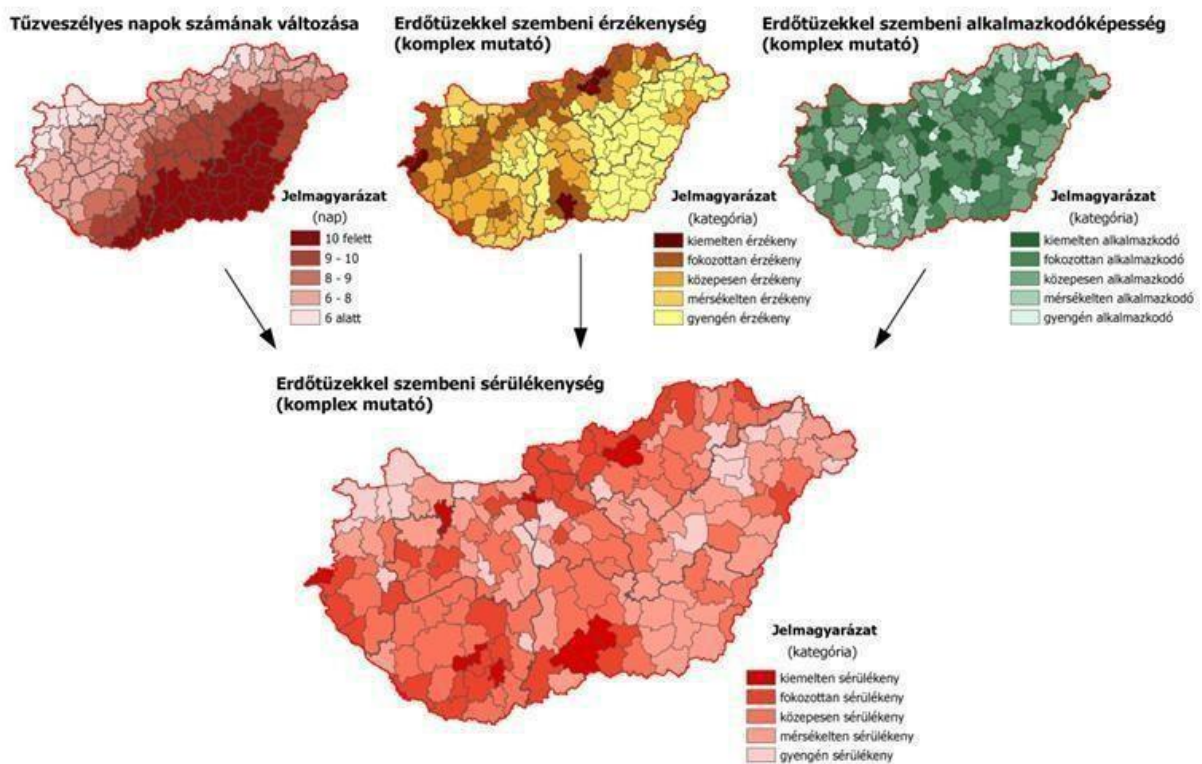 Tűzveszélyes napok számának változása
Jelmagyarázat
(nap)
10 felett
9 - 10
8 - 9
6 - 8
6 alatt
Erdőtüzekkel szembeni érzékenység
(komplex mutató)
Jelmagyarázat
(kategória)
kiemelten érzékeny
fokozottan érzékeny
közepesen érzékeny
mérsékelten érzékeny
gyengén érzékeny
Erdőtüzekkel szembeni alkalmazkodóképesség
(komplex mutató)
Jelmagyarázat
(kategória)
kiemelten alkalmazkodó
fokozottan alkalmazkodó
közepesen alkalmazkodó
mérsékelten alkalmazkodó
gyengén alkalmazkodó
Erdőtüzekkel szembeni sérülékenység
(komplex mutató)
Jelmagyarázat
(kategória)
kiemelten sérülékeny
fokozottan sérülékeny
közepesen sérülékeny
mérsékelten sérülékeny
gyengén sérülékeny